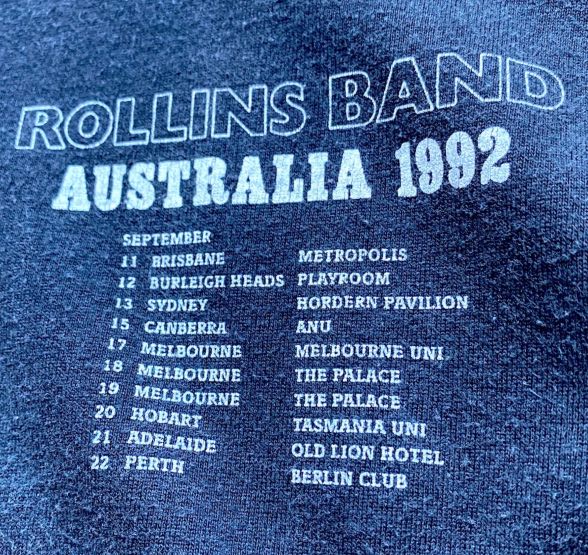 ROLLINS BAND
AUSTRALIA 1992
SEPTEMBER
11 BRISBANE METROPOLIS
12 BURLEIGH HEADS PLAYROOM
13 SYDNEY HORDERN PAVILION
15 CANBERRA ANU
17 MELBOURNE MELBOURNE UNI.
18 MELBOURNE THE PALACE
19 MELBOURNE THE PALACE
20 HOBART TASMANIA UNI
21 ADELAIDE OLD LION HOTEL
22 PERTH BERLIN CLUB